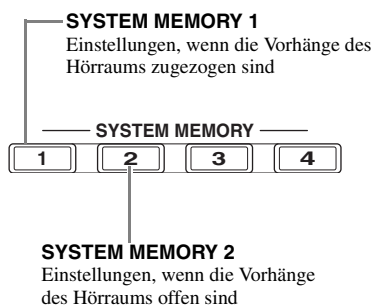 SYSTEM MEMORY 1
Einstellungen, wenn die Vorhänge des
Hörraums zugezogen sind
SYSTEM MEMORY
1 2 3 4
SYSTEM MEMORY 2
Einstellungen, wenn die Vorhänge
des Hörraums offen sind